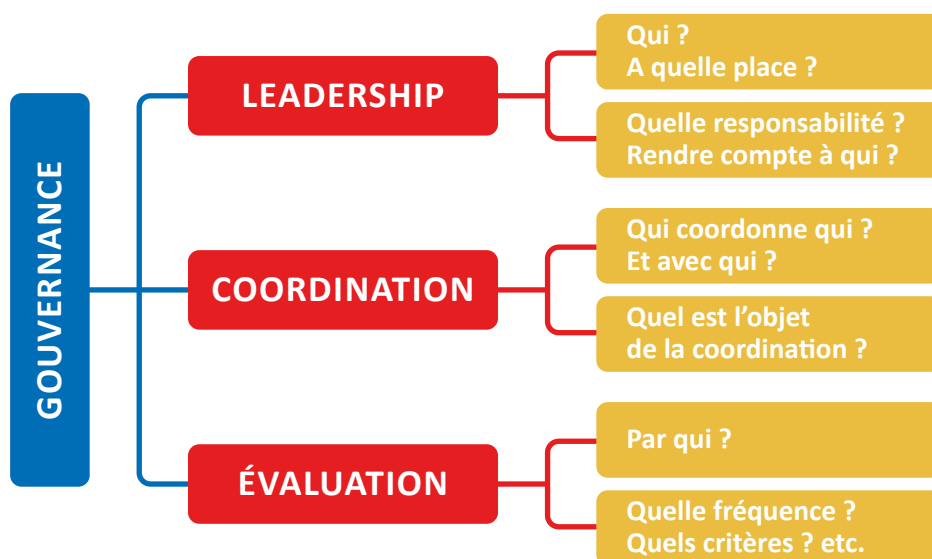 GOUVERNANCE
LEADERSHIP
Qui ?
A quelle place ?
Quelle responsabilité ?
Rendre compte à qui ?
COORDINATION
Qui coordonne qui ?
Et avec qui ?
Quel est l’objet
de la coordination ?
ÉVALUATION
Par qui ?
Quelle fréquence ?
Quels critères ? etc.